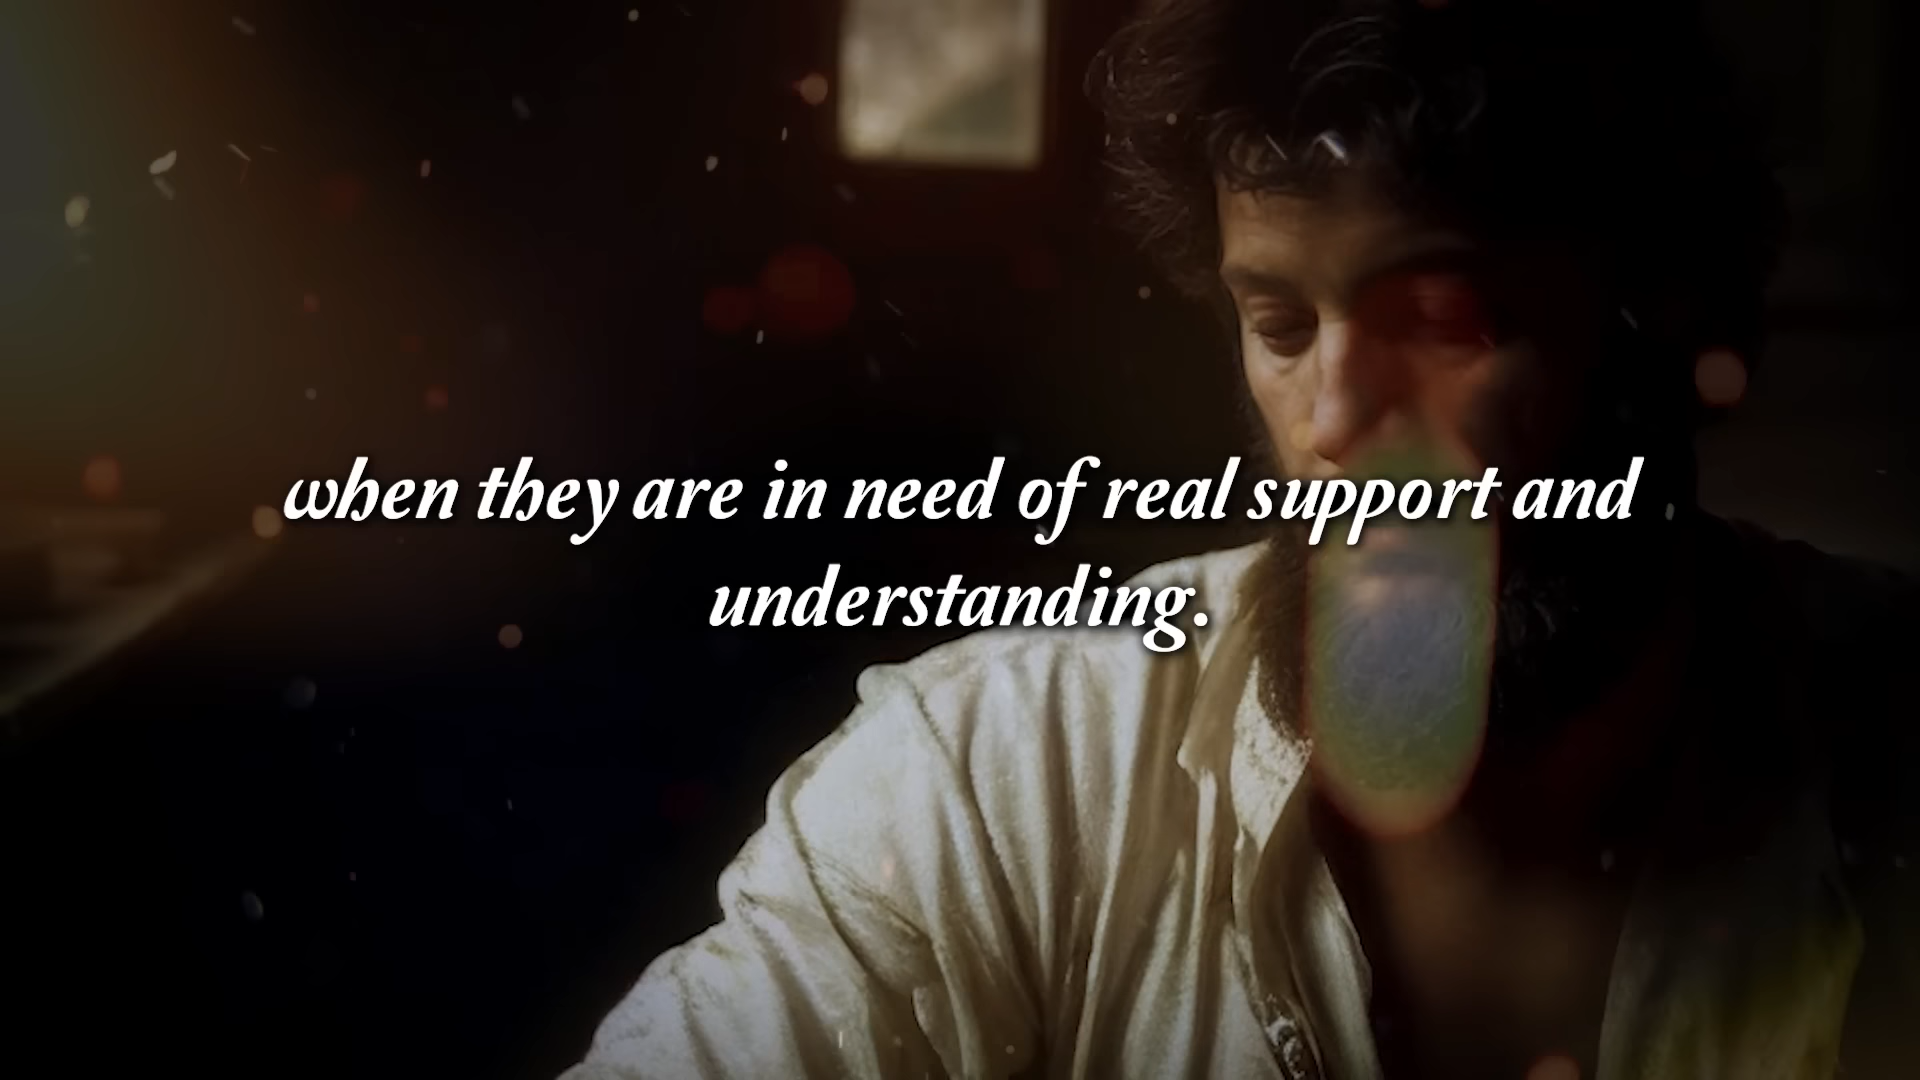 when they are in need of real support and
understanding.